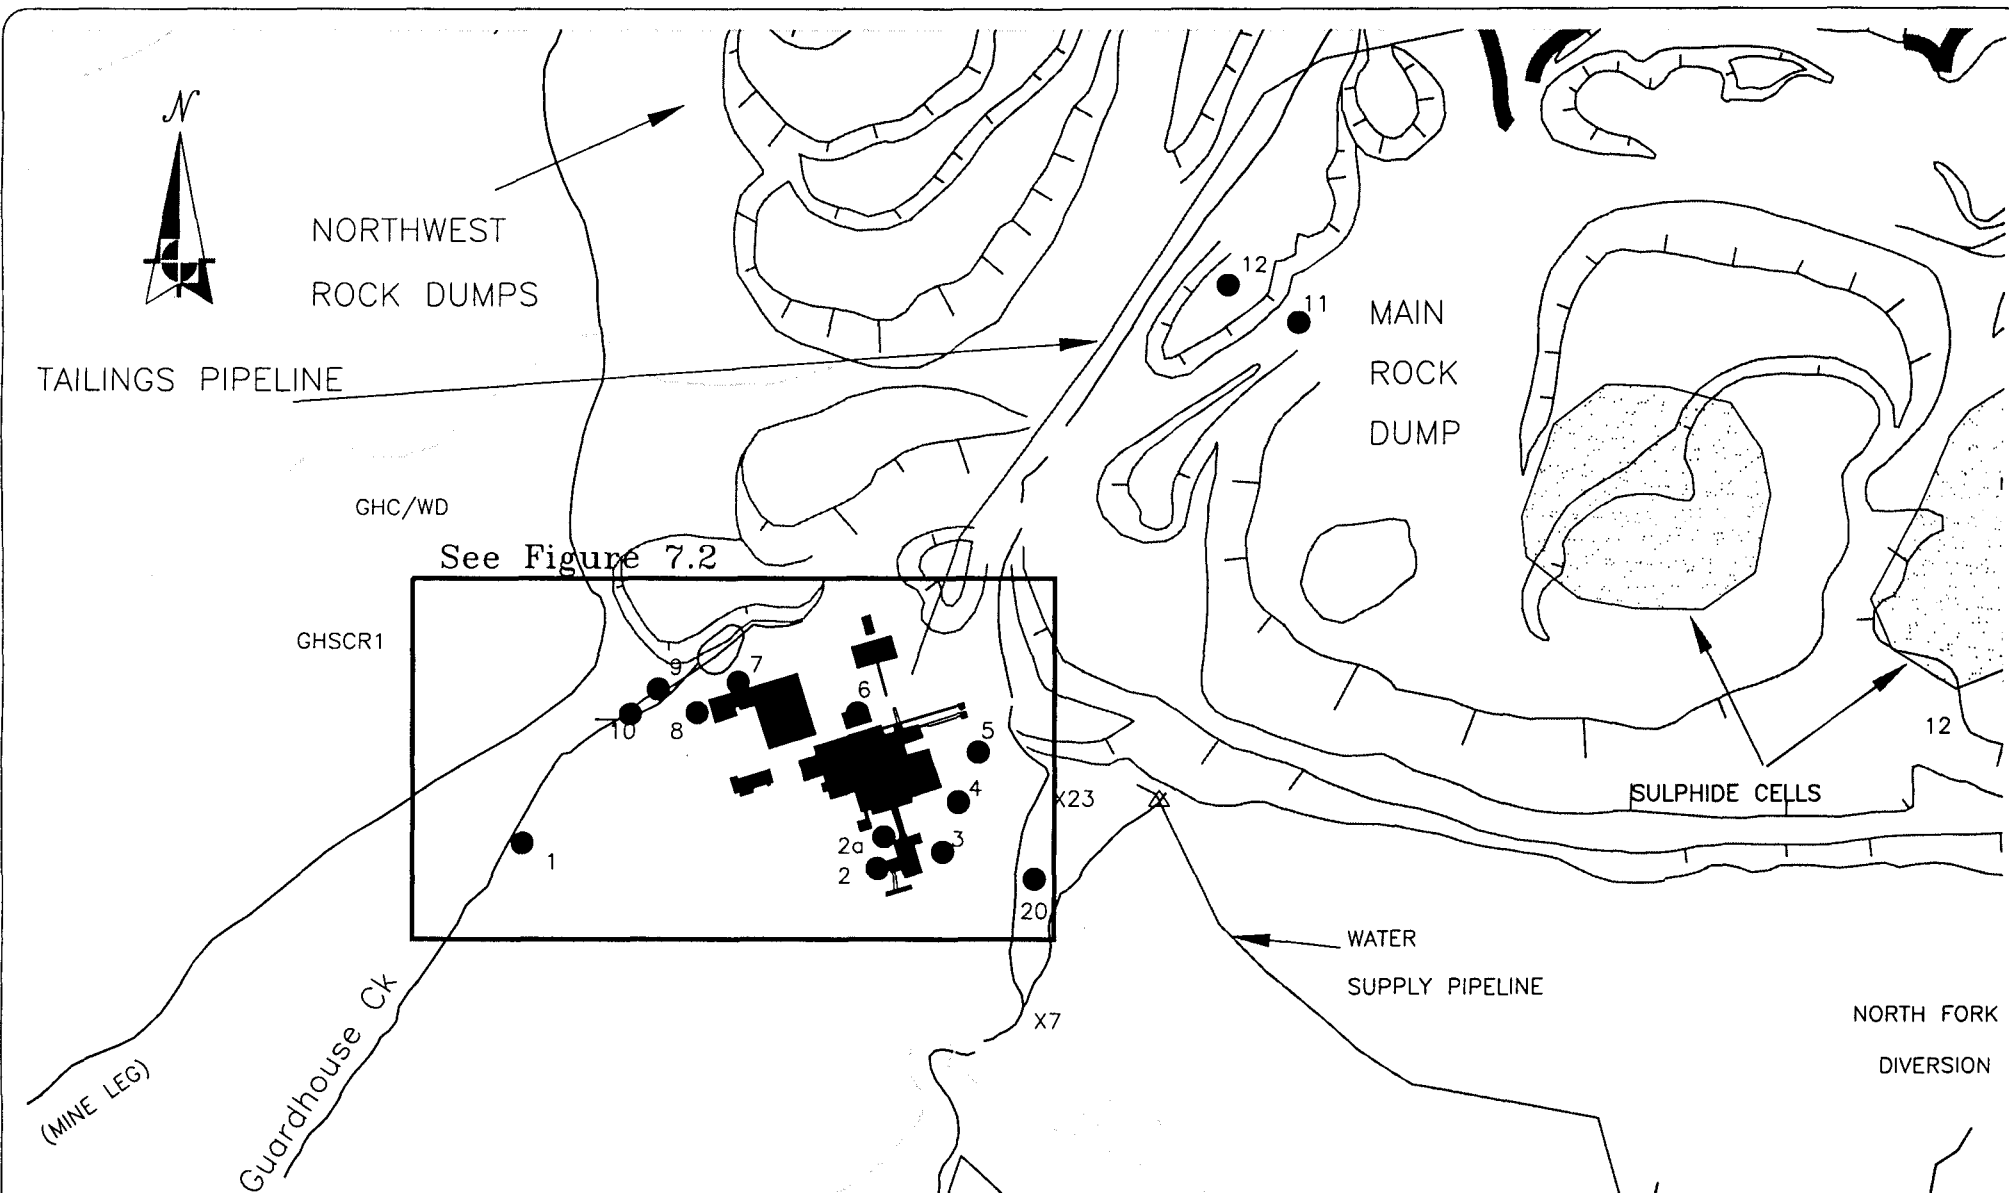 N
NORTHWEST
ROCK DUMPS
12
11
MAIN
ROCK
DUMP
TAILINGS PIPELINE
GHC/WD
See Figure 7.2
GHSCR1
9
7
6
10
8
5
4
X23
2a
3
2
1
20
12
SULPHIDE CELLS
WATER
SUPPLY PIPELINE
X7
NORTH FORK
DIVERSION
Guardhouse Ck
(MINE LEG)